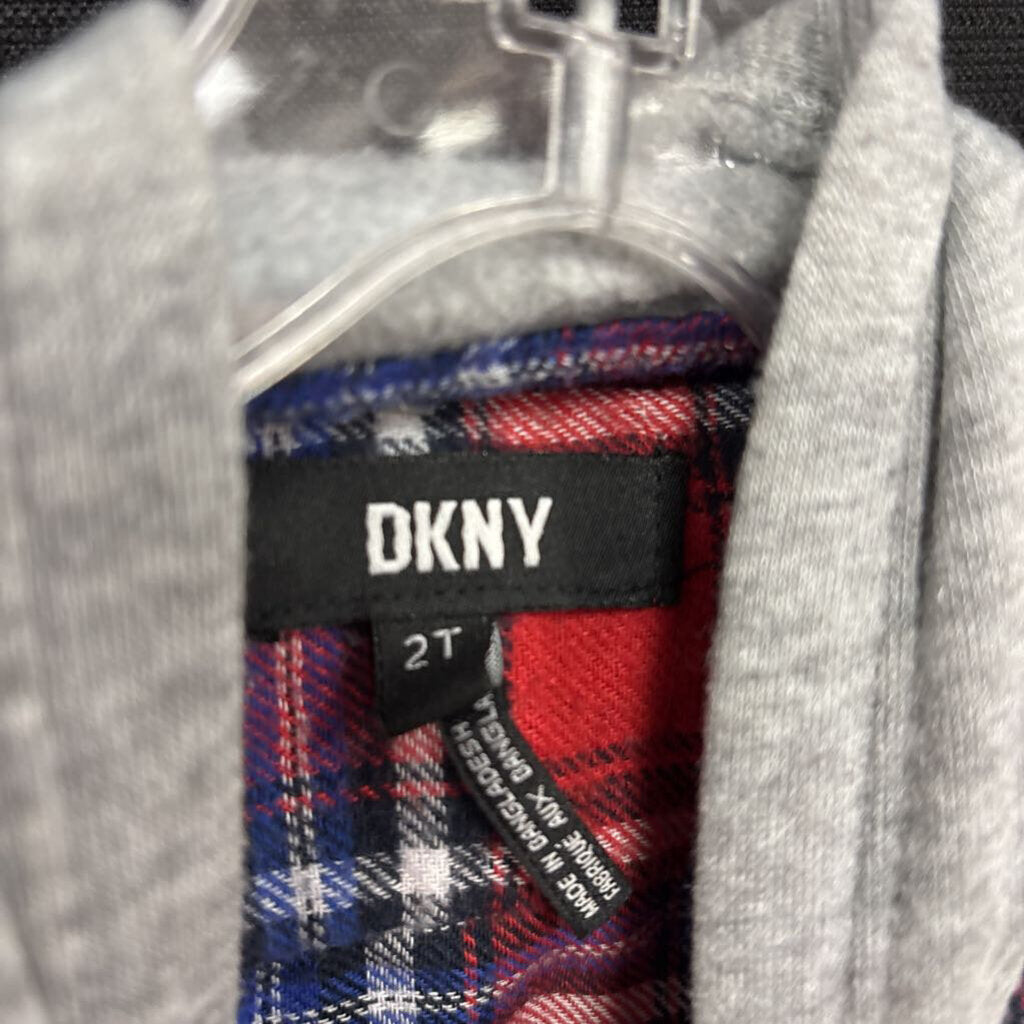 DKNY
2T
MADE IN BANGLADESH
FABRIQUE AUX BANGLA